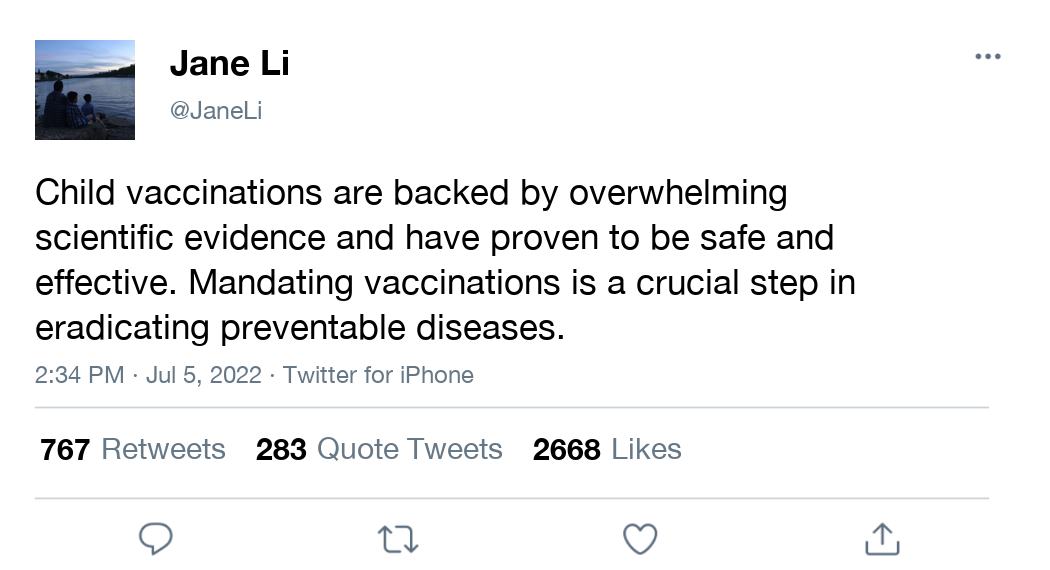 Jane Li
@JaneLi
Child vaccinations are backed by overwhelming
scientific evidence and have proven to be safe and
effective. Mandating vaccinations is a crucial step in
eradicating preventable diseases.
2:34 PM · Jul 5, 2022 · Twitter for iPhone
767 Retweets 283 Quote Tweets 2668 Likes